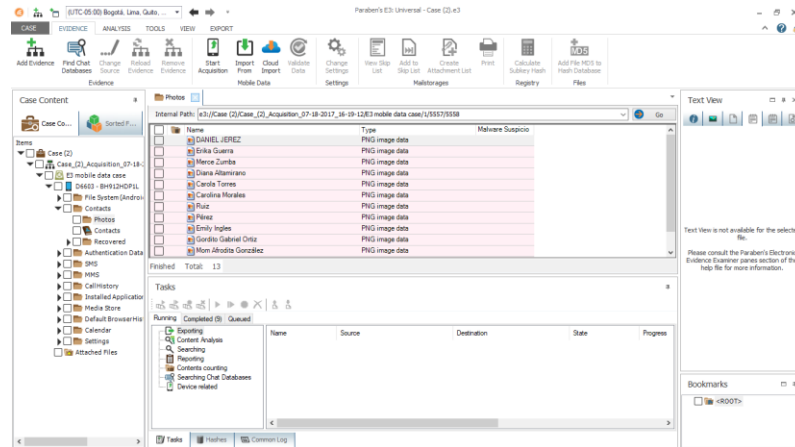 (UTC-05:00) Bogotá, Lima, Quito, ...
Paraben's E3: Universal - Case (2).e3
CASE EVIDENCE ANALYSIS TOOLS VIEW EXPORT
Add Evidence
Find Chat Databases
Change Source
Reload Evidence
Remove Evidence
Start Acquisition
Import From
Cloud Import
Validate Data
Change Settings
View Skip List
Add to Skip List
Create Attachment List
Print
Calculate Subkey Hash
Add File MD5 to Hash Database
Evidence
Mobile Data
Settings
Mailstorages
Registry
Files
Case Content
Case Co...
Sorted F...
Items
Case (2)
Case_(2)_Acquisition_07-18-
E3 mobile data case
D6603 - BH912HDP1L
File System (Androi
Contacts
Photos
Contacts
Recovered
Authentication Data
SMS
MMS
CallHistory
Installed Application
Media Store
Default BrowserHis
Calendar
Settings
Attached Files
Photos
Internal Path: e3://Case (2)/Case_(2)_Acquisition_07-18-2017_16-19-12/E3 mobile data case/1/5557/5558
Go
Name Type Malware Suspicio
DANIEL JEREZ PNG image data
Erika Guerra PNG image data
Merce Zumba PNG image data
Diana Altamirano PNG image data
Carola Torres PNG image data
Carolina Morales PNG image data
Ruiz PNG image data
Pérez PNG image data
Emily Ingles PNG image data
Gordito Gabriel Ortiz PNG image data
Mom Afrodita González PNG image data
Finished Total: 13
Tasks
Running Completed (9) Queued
Exporting
Content Analysis
Searching
Reporting
Contents counting
Searching Chat Databases
Device related
Name Source Destination State Progress
Tasks Hashes Common Log
Text View
Text View is not available for the selecte
file.
Please consult the Paraben's Electronic
Evidence Examiner panes section of the
help file for more information.
Bookmarks
<ROOT>